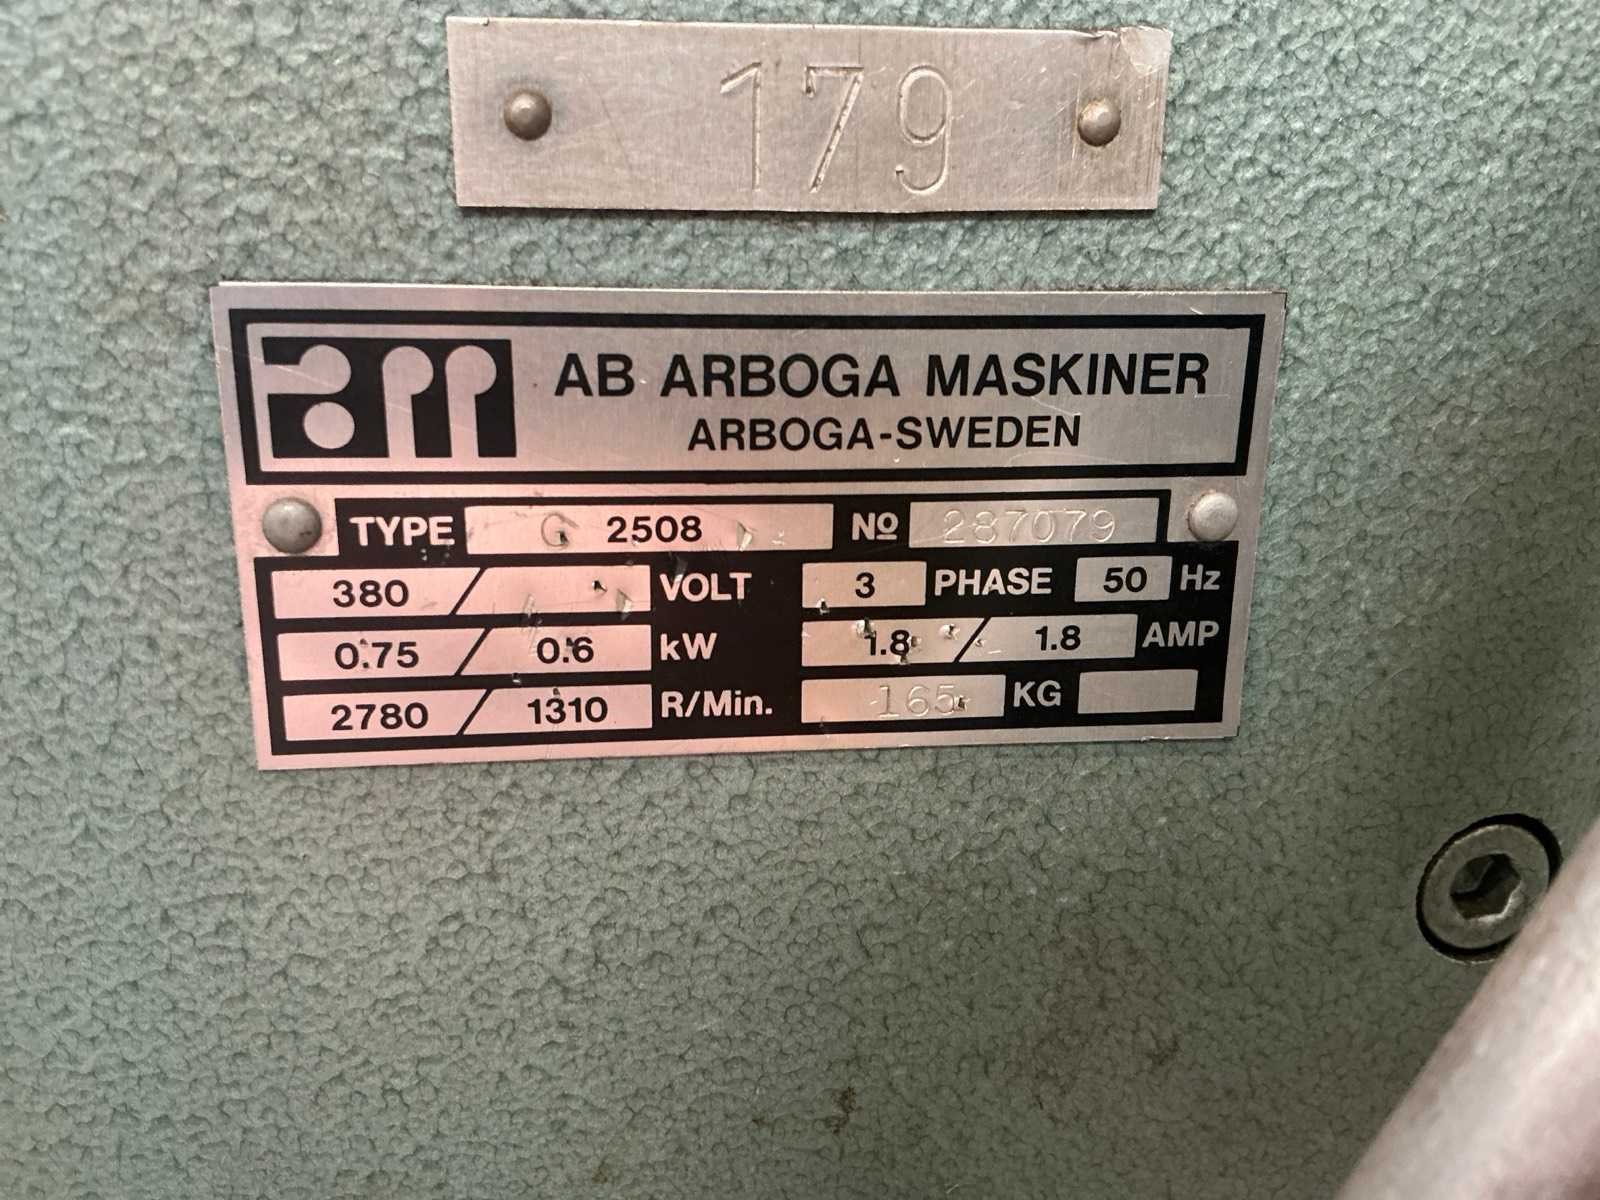 179
am AB ARBOGA MASKINER
ARBOGA-SWEDEN
TYPE G 2508 Nº 287079
380 / VOLT 3 PHASE 50 Hz
0.75 / 0.6 kW 1.8 / 1.8 AMP
2780 / 1310 R/Min. 165 KG